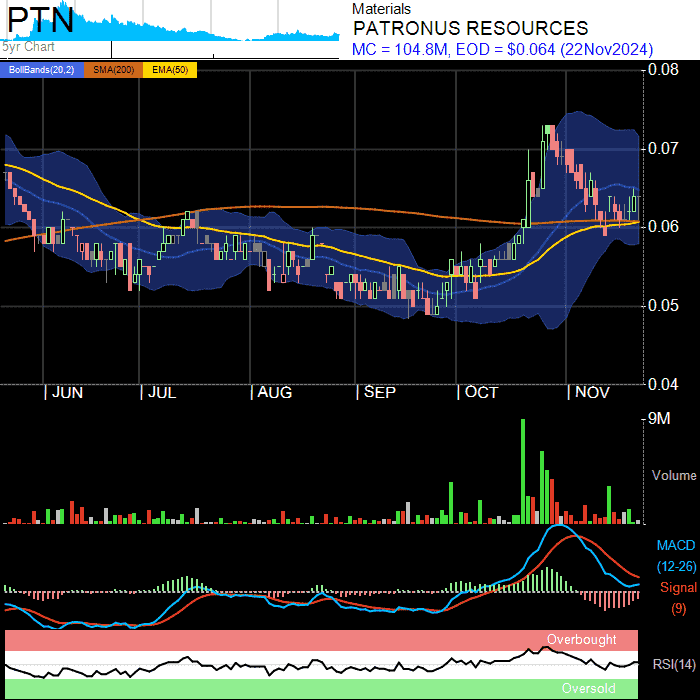 PTN
5yr Chart
Materials
PATRONUS RESOURCES
MC = 104.8M, EOD = $0.064 (22Nov2024)
BollBands(20,2) SMA(200) EMA(50)
0.08
0.07
0.06
0.05
0.04
JUN JUL AUG SEP OCT NOV
9M
Volume
MACD
(12-26)
Signal
(9)
Overbought
RSI(14)
Oversold